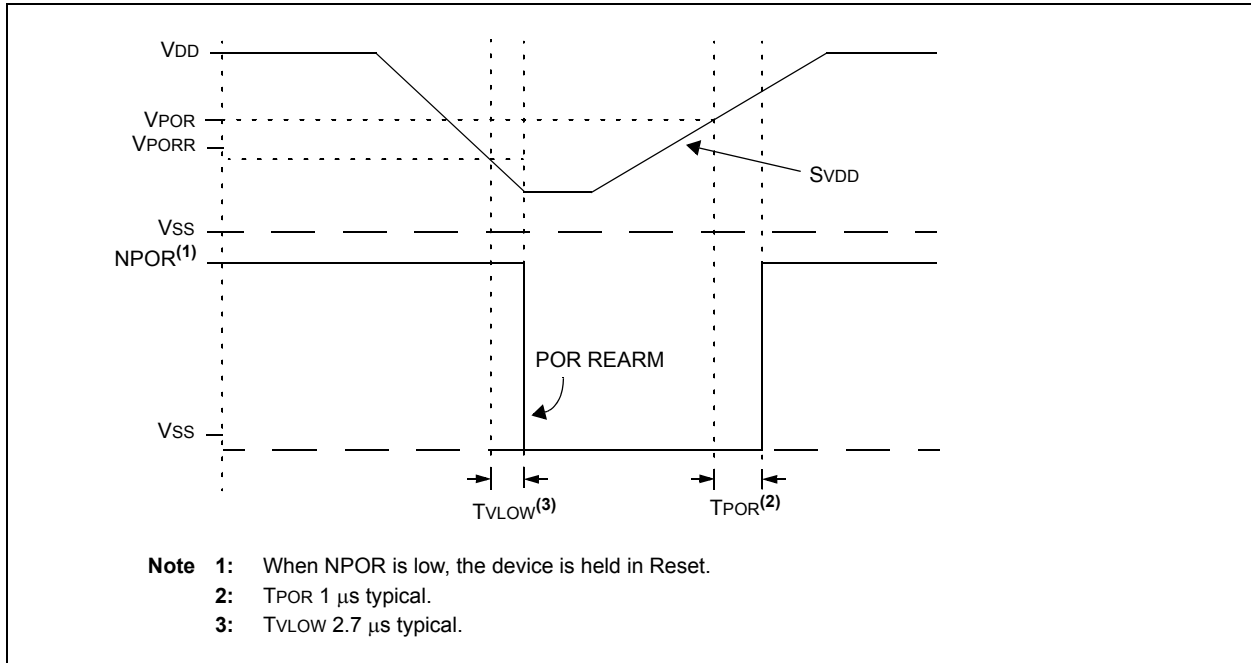 VDD
VPOR
VPORR
SVDD
VSS
NPOR(1)
POR REARM
VSS
TVLOW(3)
TPOR(2)
Note 1: When NPOR is low, the device is held in Reset.
2: TPOR 1 μs typical.
3: TVLOW 2.7 μs typical.